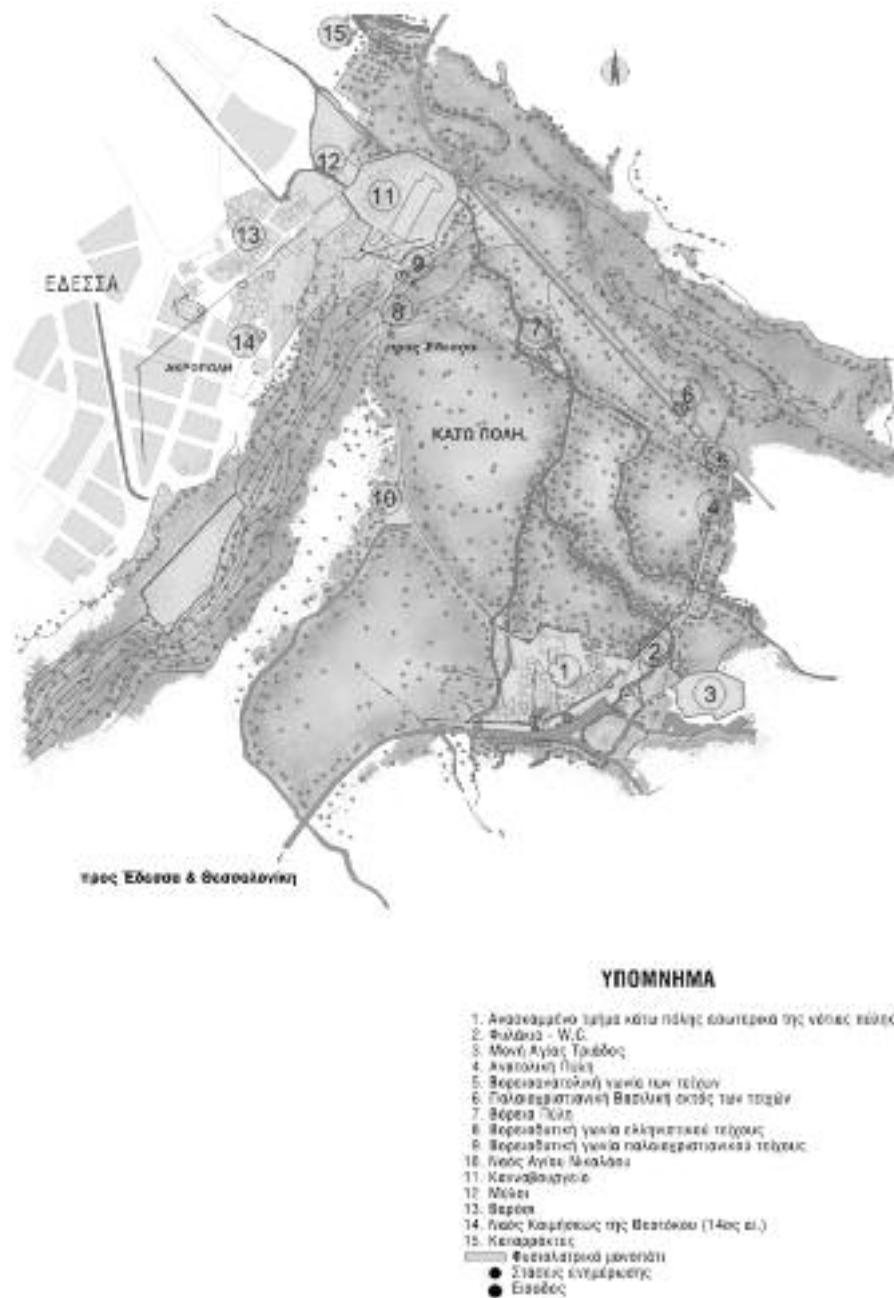 15
12
11
13
ΕΔΕΣΣΑ
9
8
14
προς Έδεσσα
7
ΑΚΡΟΠΟΛΗ
6
ΚΑΤΩ ΠΟΛΗ.
5
10
4
1
2
3
προς Έδεσσα & Θεσσαλονίκη
ΥΠΟΜΝΗΜΑ
1. Ανασκαμμένο τμήμα κάτω πόλης εσωτερικά της νότιας πύλης
2. Φυλάκιο - W.C.
3. Μονή Αγίας Τριάδος
4. Ανατολική Πύλη
5. Βορειοανατολική γωνία των τειχών
6. Παλαιοχριστιανική Βασιλική εκτός των τειχών
7. Βόρεια Πύλη
8. Βορειοδυτική γωνία ελληνιστικού τείχους
9. Βορειοδυτική γωνία παλαιοχριστιανικού τείχους
10. Ναός Αγίου Νικολάου
11. Κανναβουργείο
12. Μύλοι
13. Βαρόσι
14. Ναός Κοιμήσεως της Θεοτόκου (14ος αι.)
15. Καταρράκτες
Φυσιολατρικό μονοπάτι
Στάσεις ενημέρωσης
Είσοδος